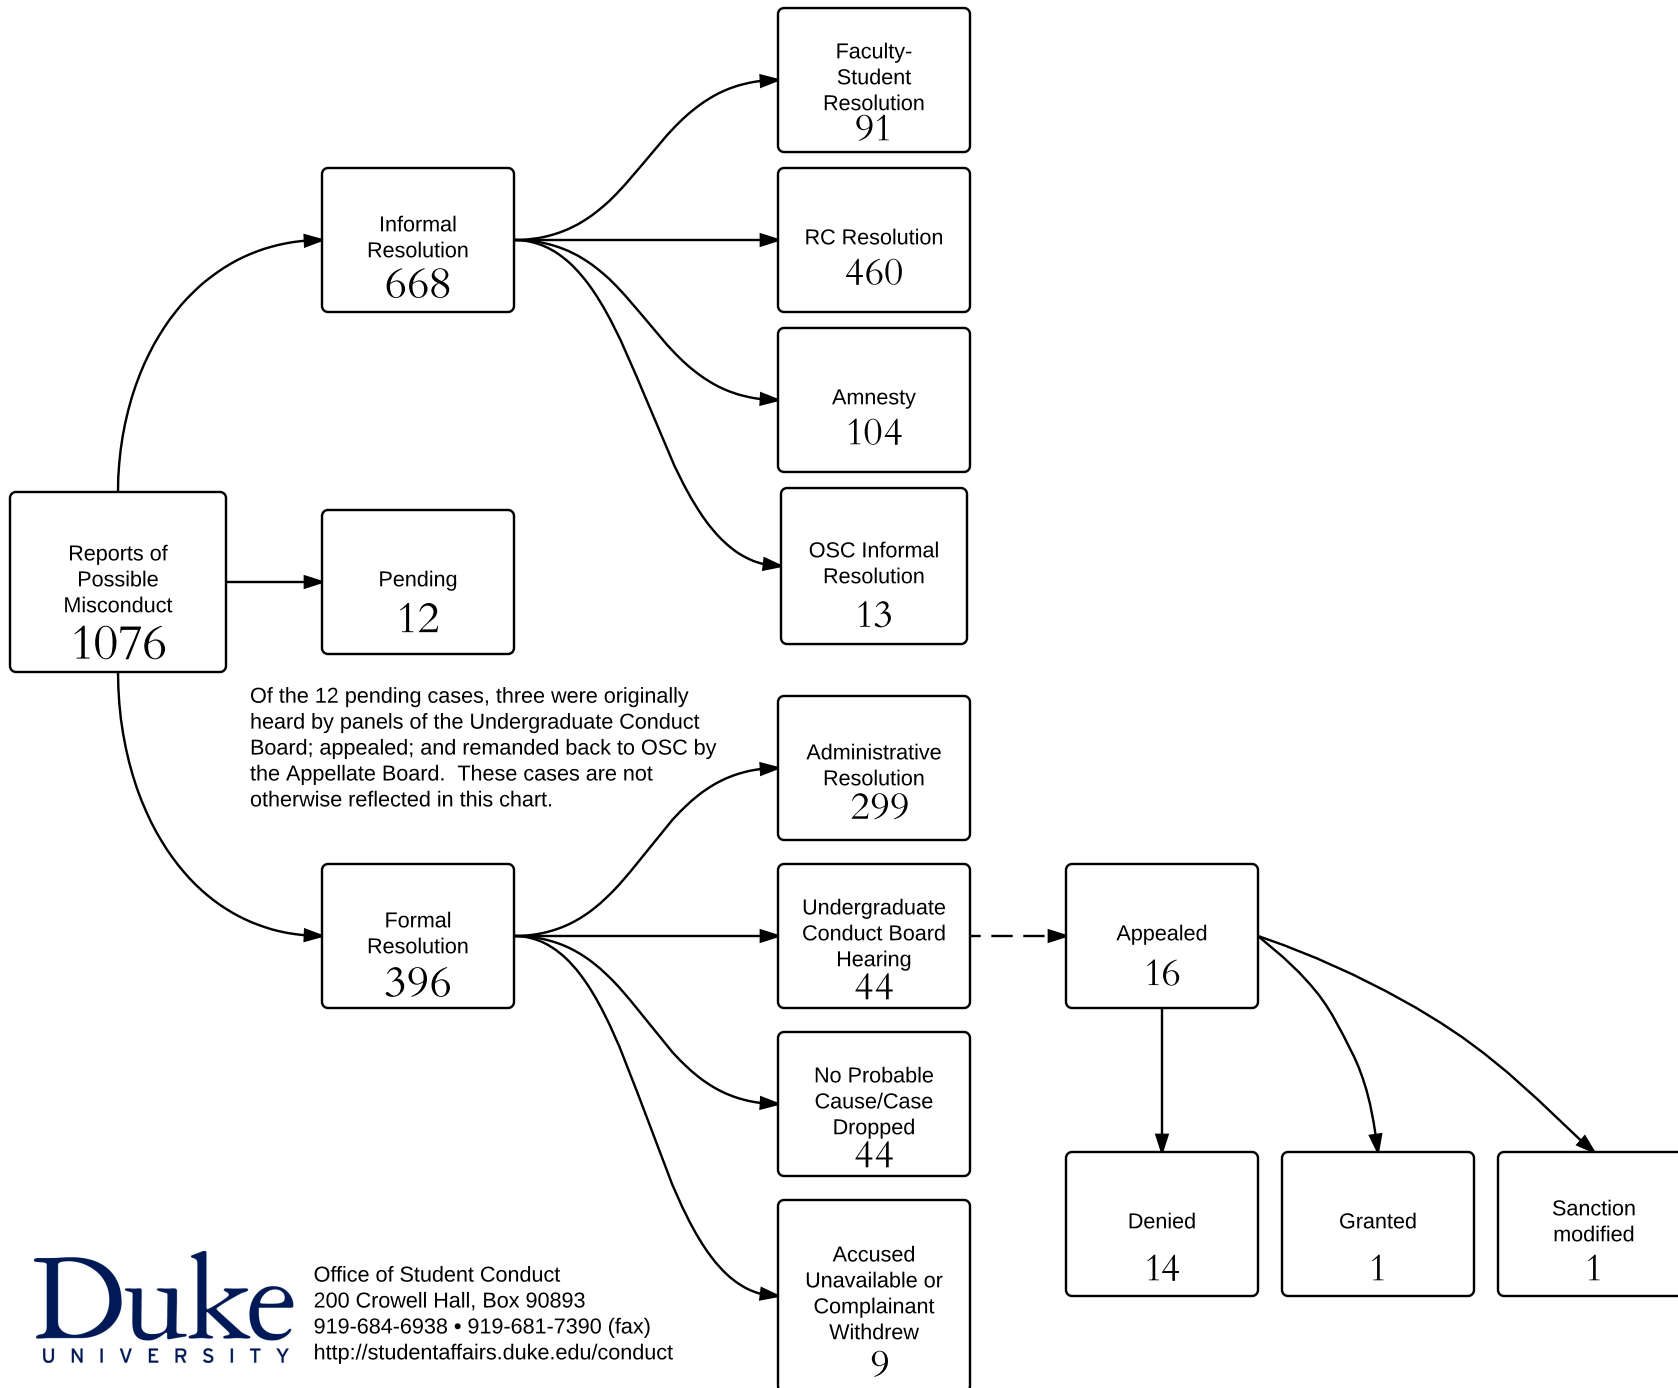 Faculty-
Student
Resolution
91
Informal
Resolution
668
RC Resolution
460
Amnesty
104
OSC Informal
Resolution
13
Reports of
Possible
Misconduct
1076
Pending
12
Of the 12 pending cases, three were originally
heard by panels of the Undergraduate Conduct
Board; appealed; and remanded back to OSC by
the Appellate Board.  These cases are not
otherwise reflected in this chart.
Administrative
Resolution
299
Formal
Resolution
396
Undergraduate
Conduct Board
Hearing
44
Appealed
16
No Probable
Cause/Case
Dropped
44
Accused
Unavailable or
Complainant
Withdrew
9
Denied
14
Granted
1
Sanction
modified
1
Duke
UNIVERSITY
Office of Student Conduct
200 Crowell Hall, Box 90893
919-684-6938 • 919-681-7390 (fax)
http://studentaffairs.duke.edu/conduct